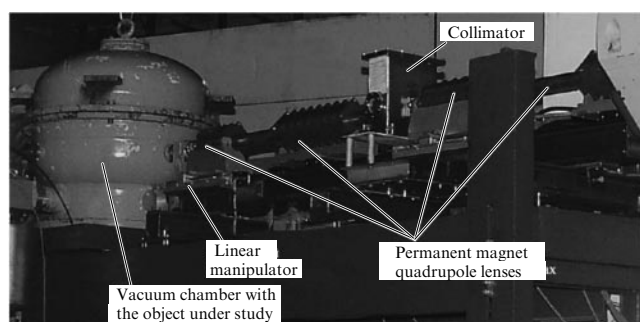 Collimator
Linear
manipulator
Permanent magnet
quadrupole lenses
Vacuum chamber with
the object under study